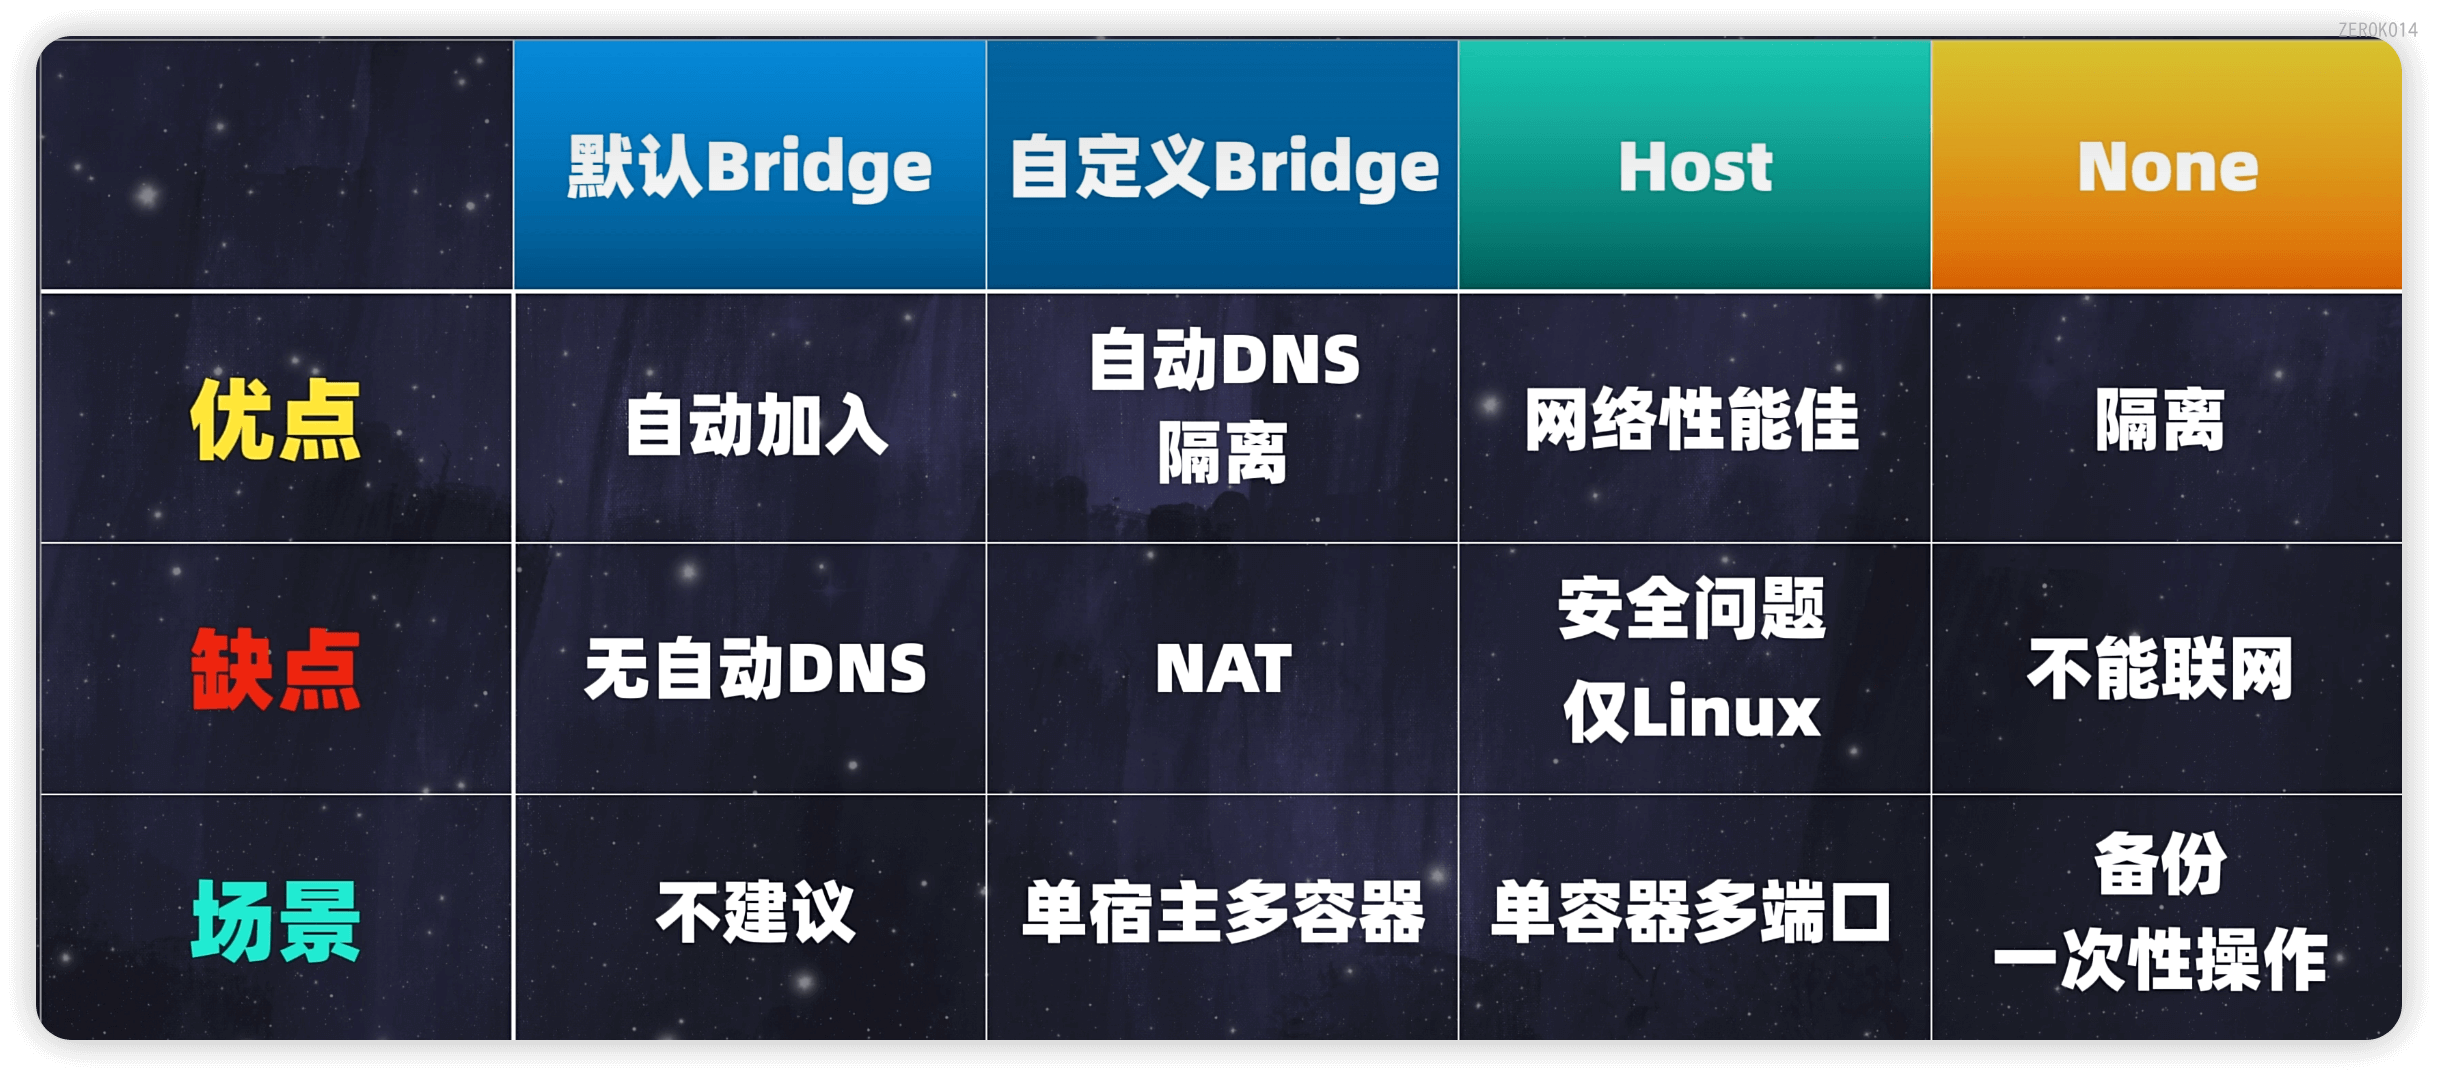 ZEROK014
默认Bridge
自定义Bridge
Host
None
优点
自动加入
自动DNS
隔离
网络性能佳
隔离
缺点
无自动DNS
NAT
安全问题
仅Linux
不能联网
场景
不建议
单宿主多容器
单容器多端口
备份
一次性操作